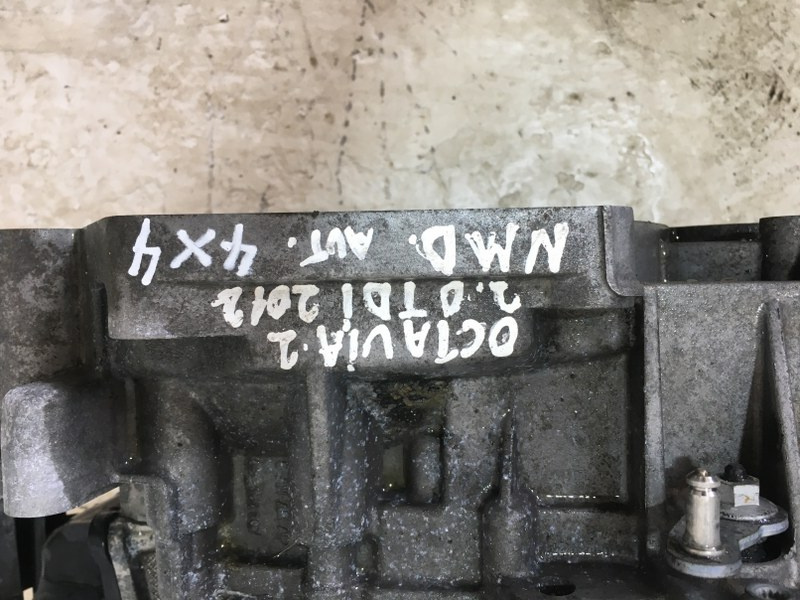 OCTAVIA 2
2.0 TDI 2012
NMD. AUT. 4X4